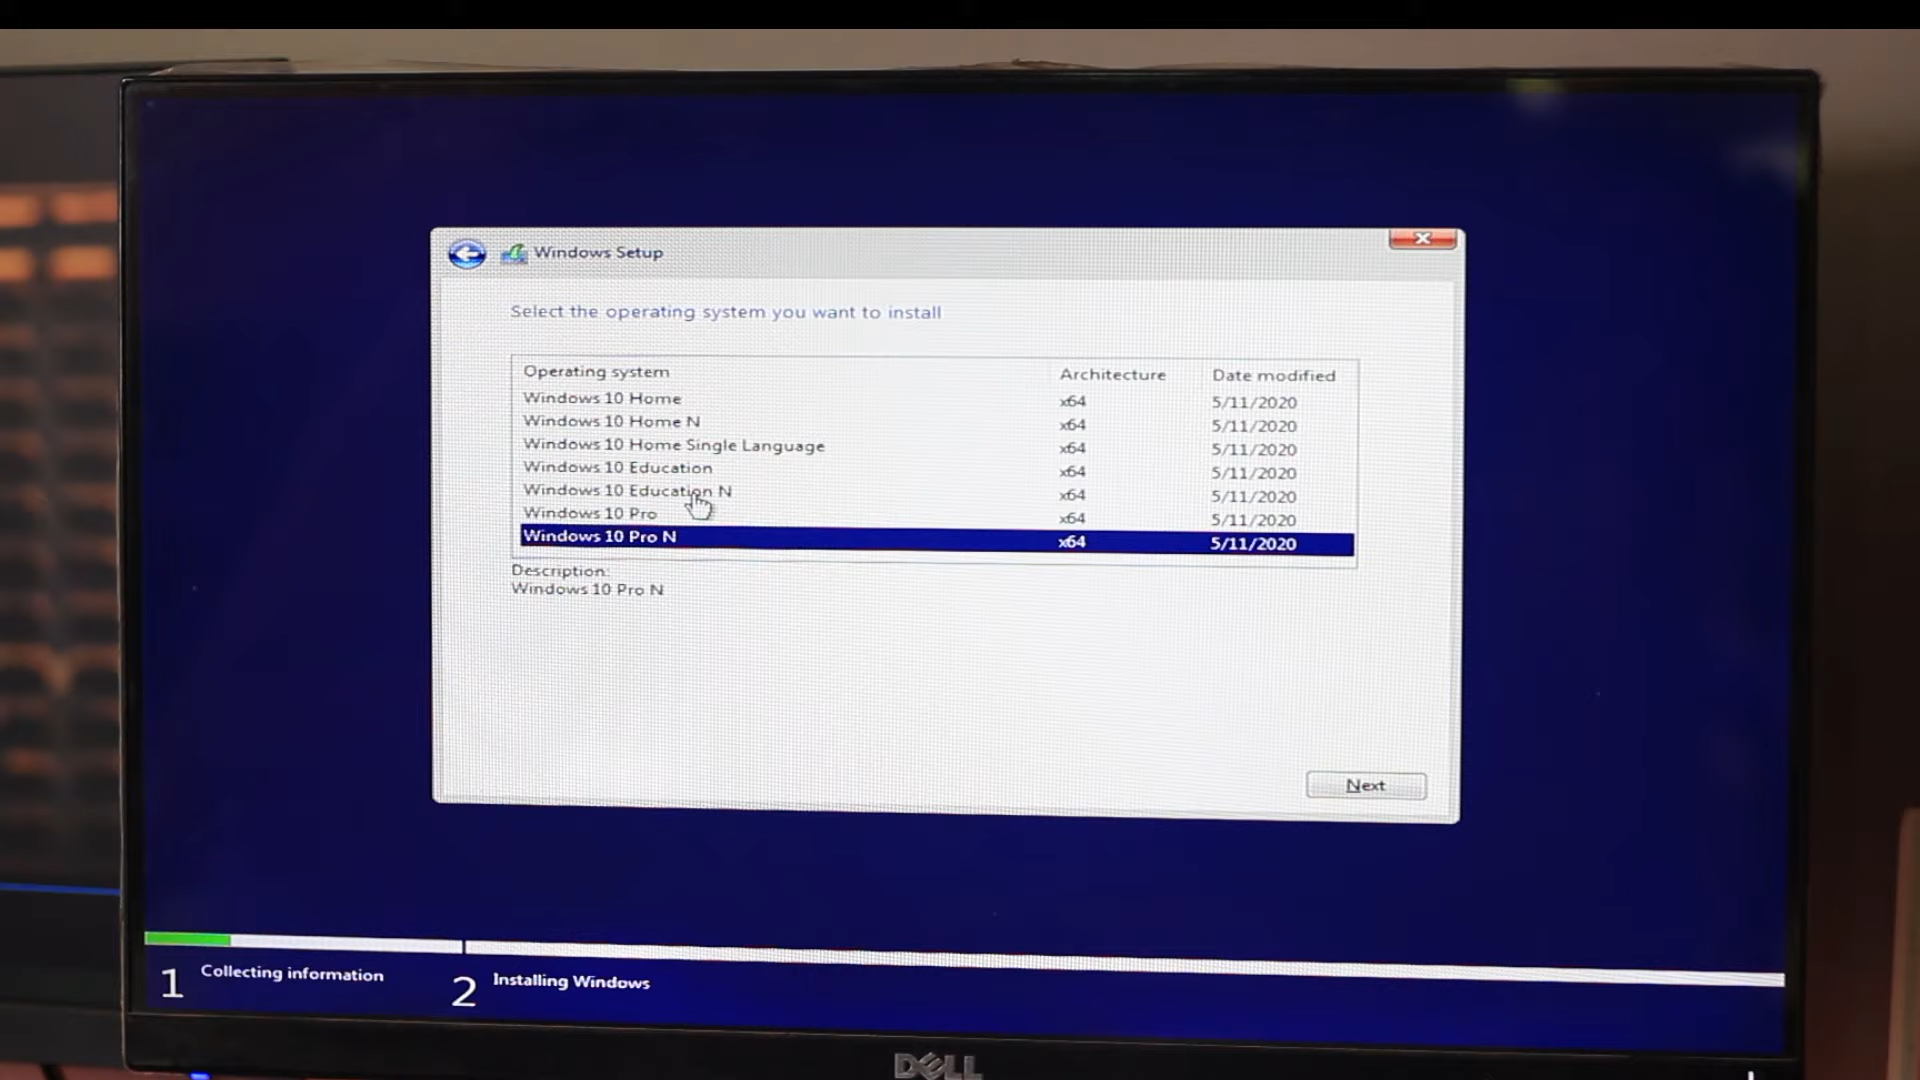 Windows Setup
Select the operating system you want to install
Operating system Architecture Date modified
Windows 10 Home x64 5/11/2020
Windows 10 Home N x64 5/11/2020
Windows 10 Home Single Language x64 5/11/2020
Windows 10 Education x64 5/11/2020
Windows 10 Education N x64 5/11/2020
Windows 10 Pro x64 5/11/2020
Windows 10 Pro N x64 5/11/2020
Description:
Windows 10 Pro N
Next
1 Collecting information 2 Installing Windows
DELL